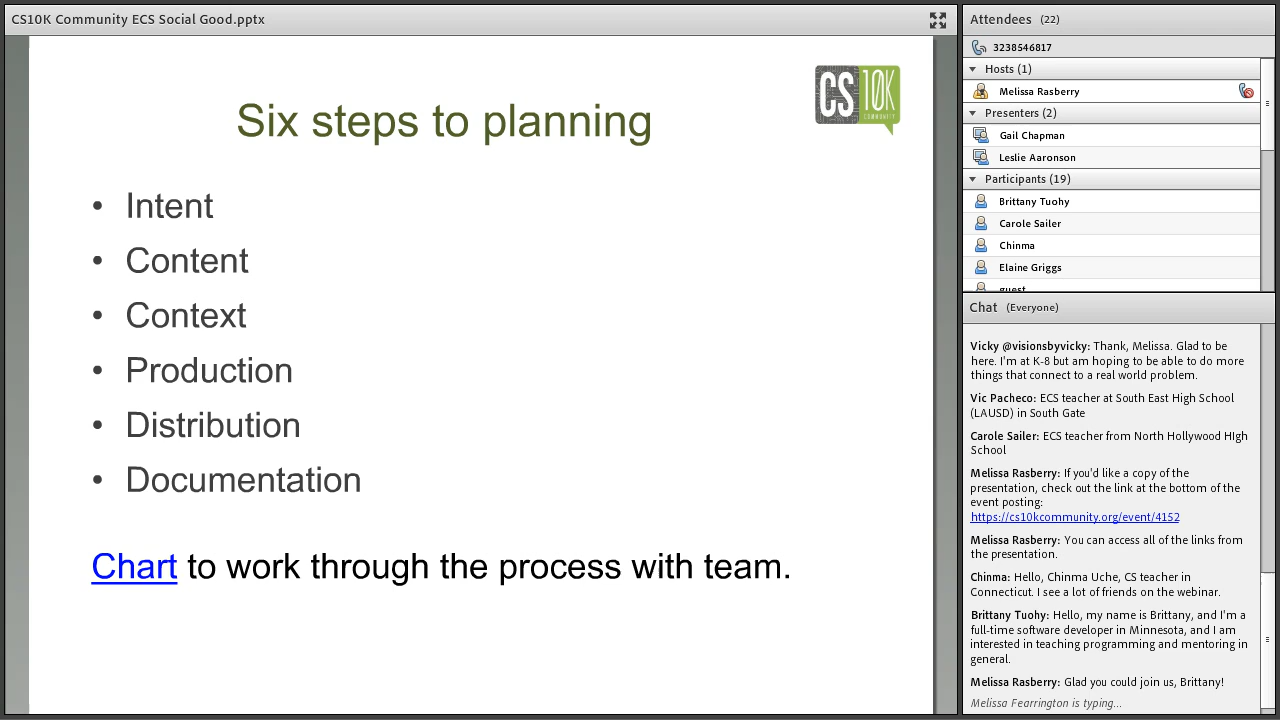 CS10K Community ECS Social Good.pptx
CS10K
COMMUNITY
Six steps to planning
• Intent
• Content
• Context
• Production
• Distribution
• Documentation
Chart to work through the process with team.
Attendees (22)
3238546817
Hosts (1)
Melissa Rasberry
Presenters (2)
Gail Chapman
Leslie Aaronson
Participants (19)
Brittany Tuohy
Carole Sailer
Chinma
Elaine Griggs
guest
Chat (Everyone)
Vicky @visionsbyvicky: Thank, Melissa. Glad to be
here. I'm at K-8 but am hoping to be able to do more
things that connect to a real world problem.
Vic Pacheco: ECS teacher at South East High School
(LAUSD) in South Gate
Carole Sailer: ECS teacher from North Hollywood HIgh
School
Melissa Rasberry: If you'd like a copy of the
presentation, check out the link at the bottom of the
event posting:
https://cs10kcommunity.org/event/4152
Melissa Rasberry: You can access all of the links from
the presentation.
Chinma: Hello, Chinma Uche, CS teacher in
Connecticut. I see a lot of friends on the webinar.
Brittany Tuohy: Hello, my name is Brittany, and I'm a
full-time software developer in Minnesota, and I am
interested in teaching programming and mentoring in
general.
Melissa Rasberry: Glad you could join us, Brittany!
Melissa Fearrington is typing...